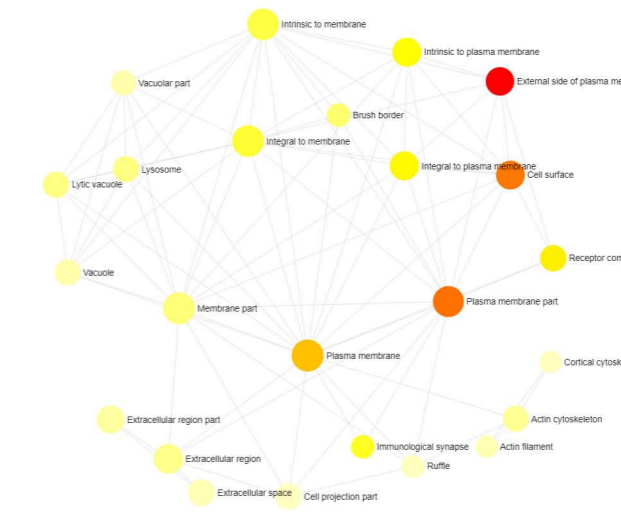 Intrinsic to membrane
Intrinsic to plasma membrane
External side of plasma me
Vacuolar part
Brush border
Integral to membrane
Integral to plasma membrane
Lysosome
Cell surface
Lytic vacuole
Receptor com
Vacuole
Plasma membrane part
Membrane part
Plasma membrane
Cortical cytosk
Extracellular region part
Actin cytoskeleton
Immunological synapse
Actin filament
Extracellular region
Ruffle
Extracellular space
Cell projection part